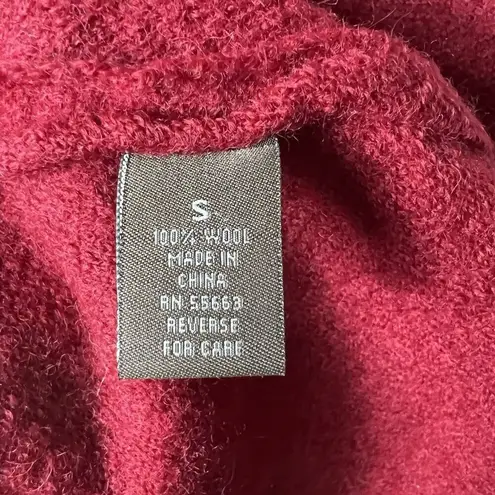 S
100% WOOL
MADE IN
CHINA
RN 55663
REVERSE
FOR CARE